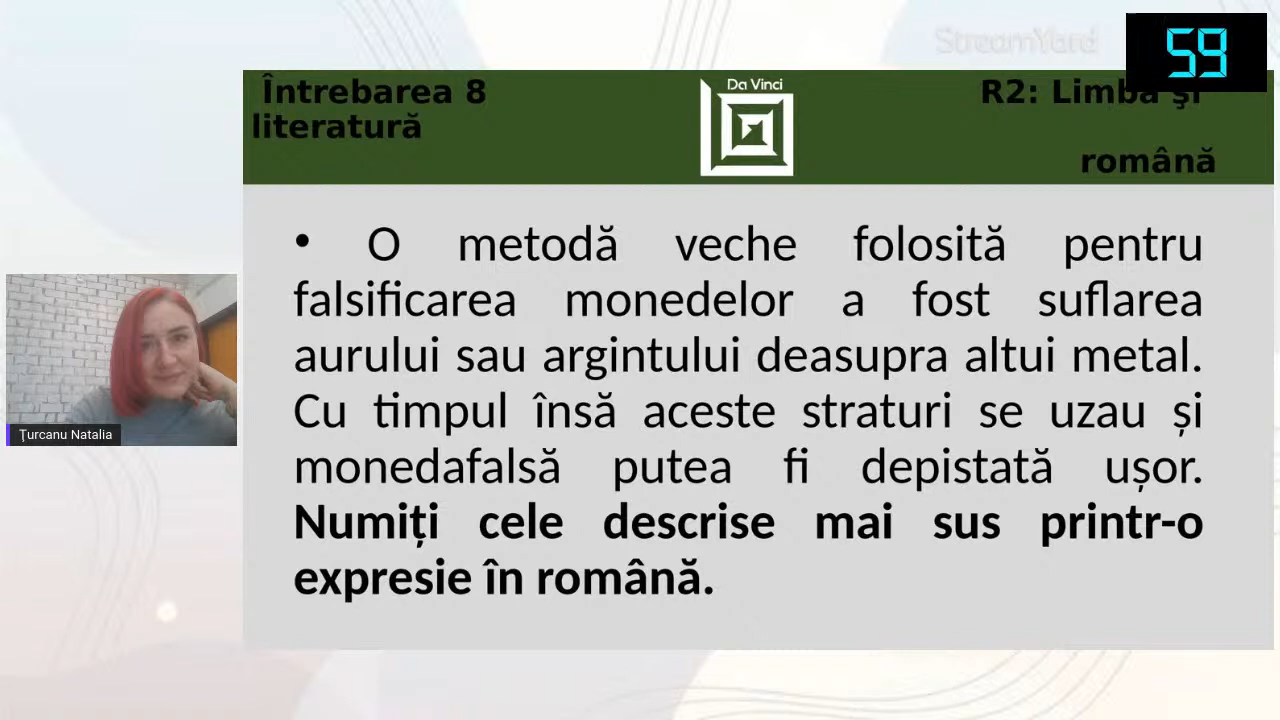 StreamYard
59
Întrebarea 8
R2: Limba şi
literatură
Da Vinci
română
• O metodă veche folosită pentru
falsificarea monedelor a fost suflarea
aurului sau argintului deasupra altui metal.
Cu timpul însă aceste straturi se uzau și
monedafalsă putea fi depistată ușor.
Numiți cele descrise mai sus printr-o
expresie în română.
Ţurcanu Natalia